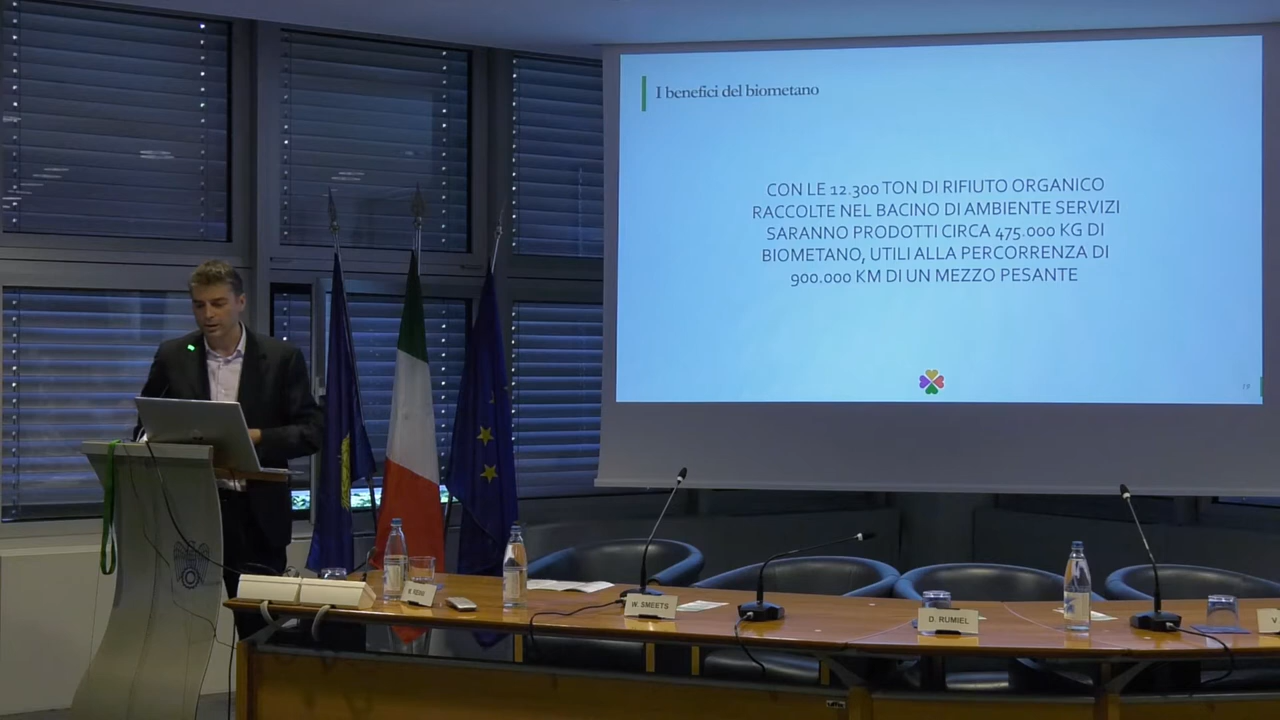 I benefici del biometano
CON LE 12.300 TON DI RIFIUTO ORGANICO
RACCOLTE NEL BACINO DI AMBIENTE SERVIZI
SARANNO PRODOTTI CIRCA 475.000 KG DI
BIOMETANO, UTILI ALLA PERCORRENZA DI
900.000 KM DI UN MEZZO PESANTE
W. SMEETS
D. RUMIEL
V